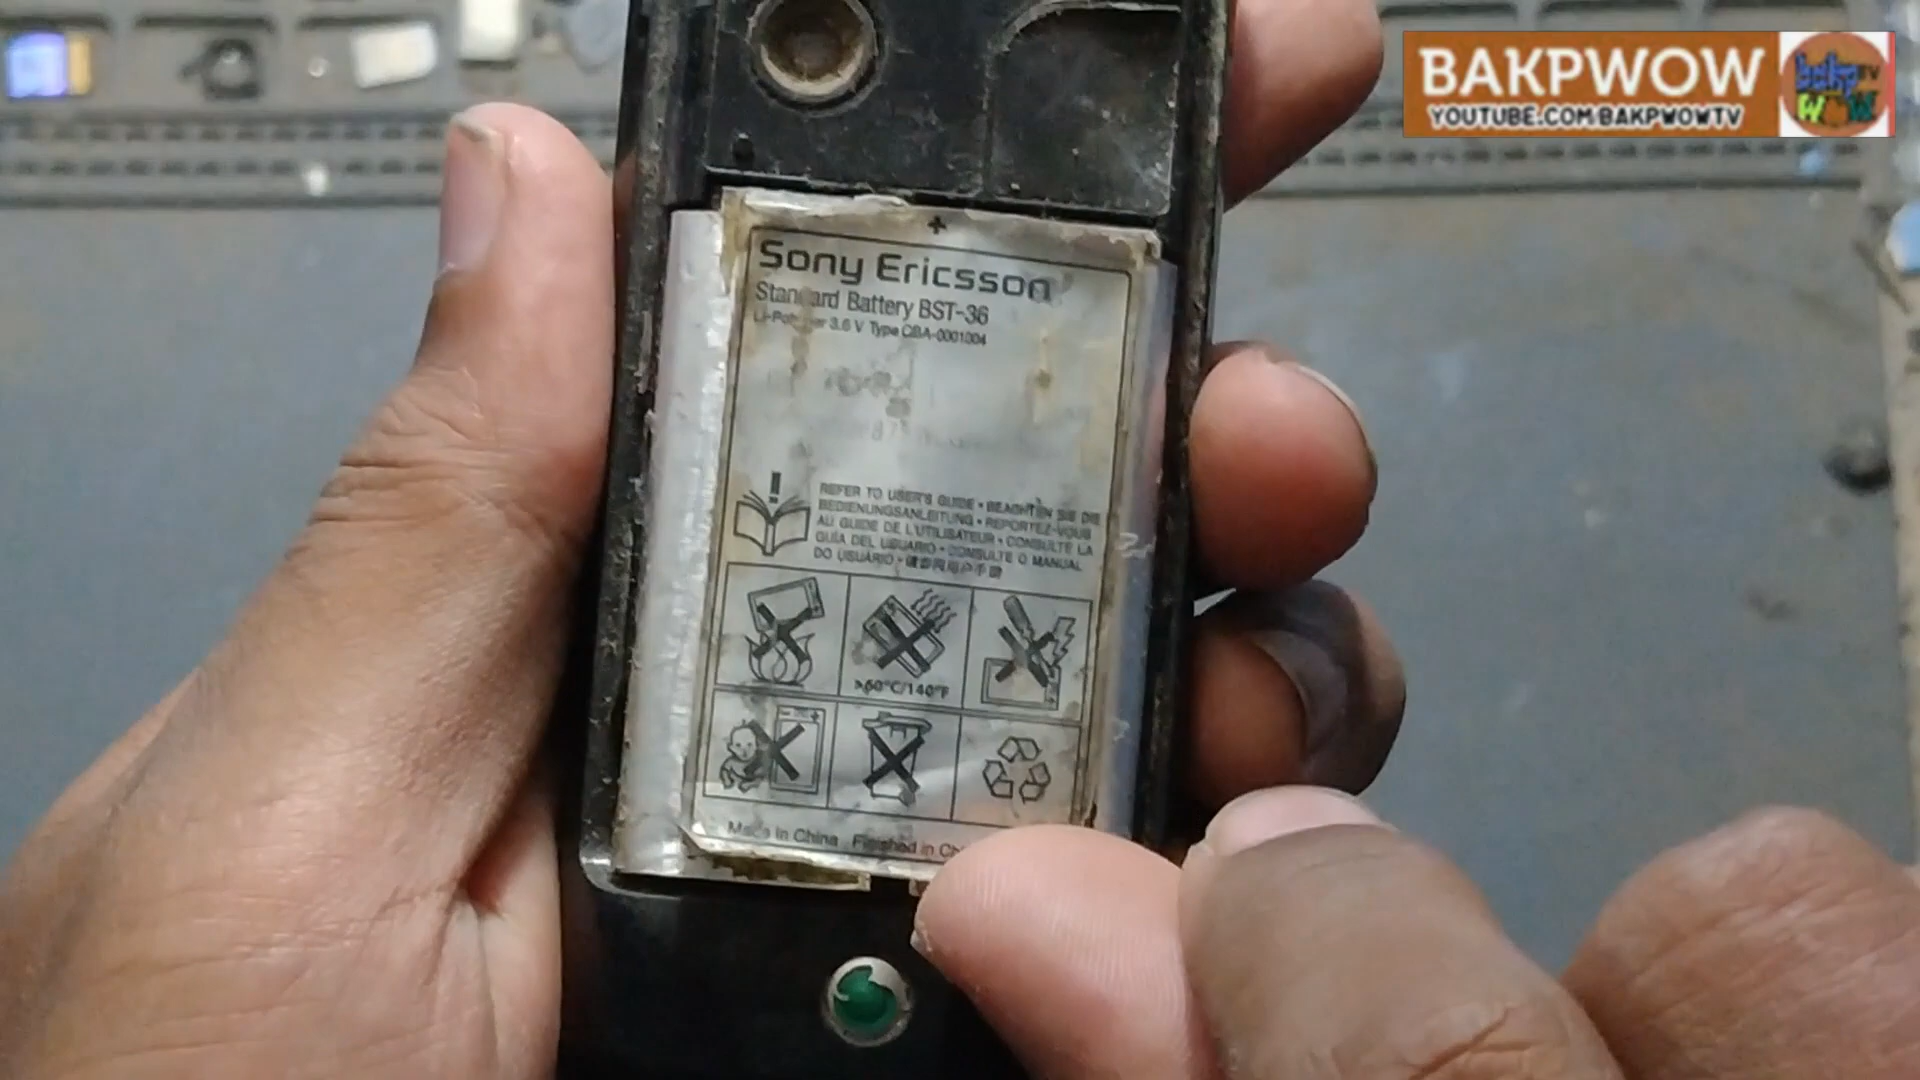 BAKPWOW
YOUTUBE.COM/BAKPWOWTV
+
Sony Ericsson
Standard Battery BST-36
3.6 V Type CBA-0001004
REFER TO USER'S GUIDE • BEACHTEN SIE DIE
BEDIENUNGSANLEITUNG • REPORTEZ-VOUS
AU GUIDE DE L'UTILISATEUR • CONSULTE LA
GUÍA DEL USUARIO • CONSULTE O MANUAL
DO USUÁRIO •
>60°C/140°F
Made in China Finished in